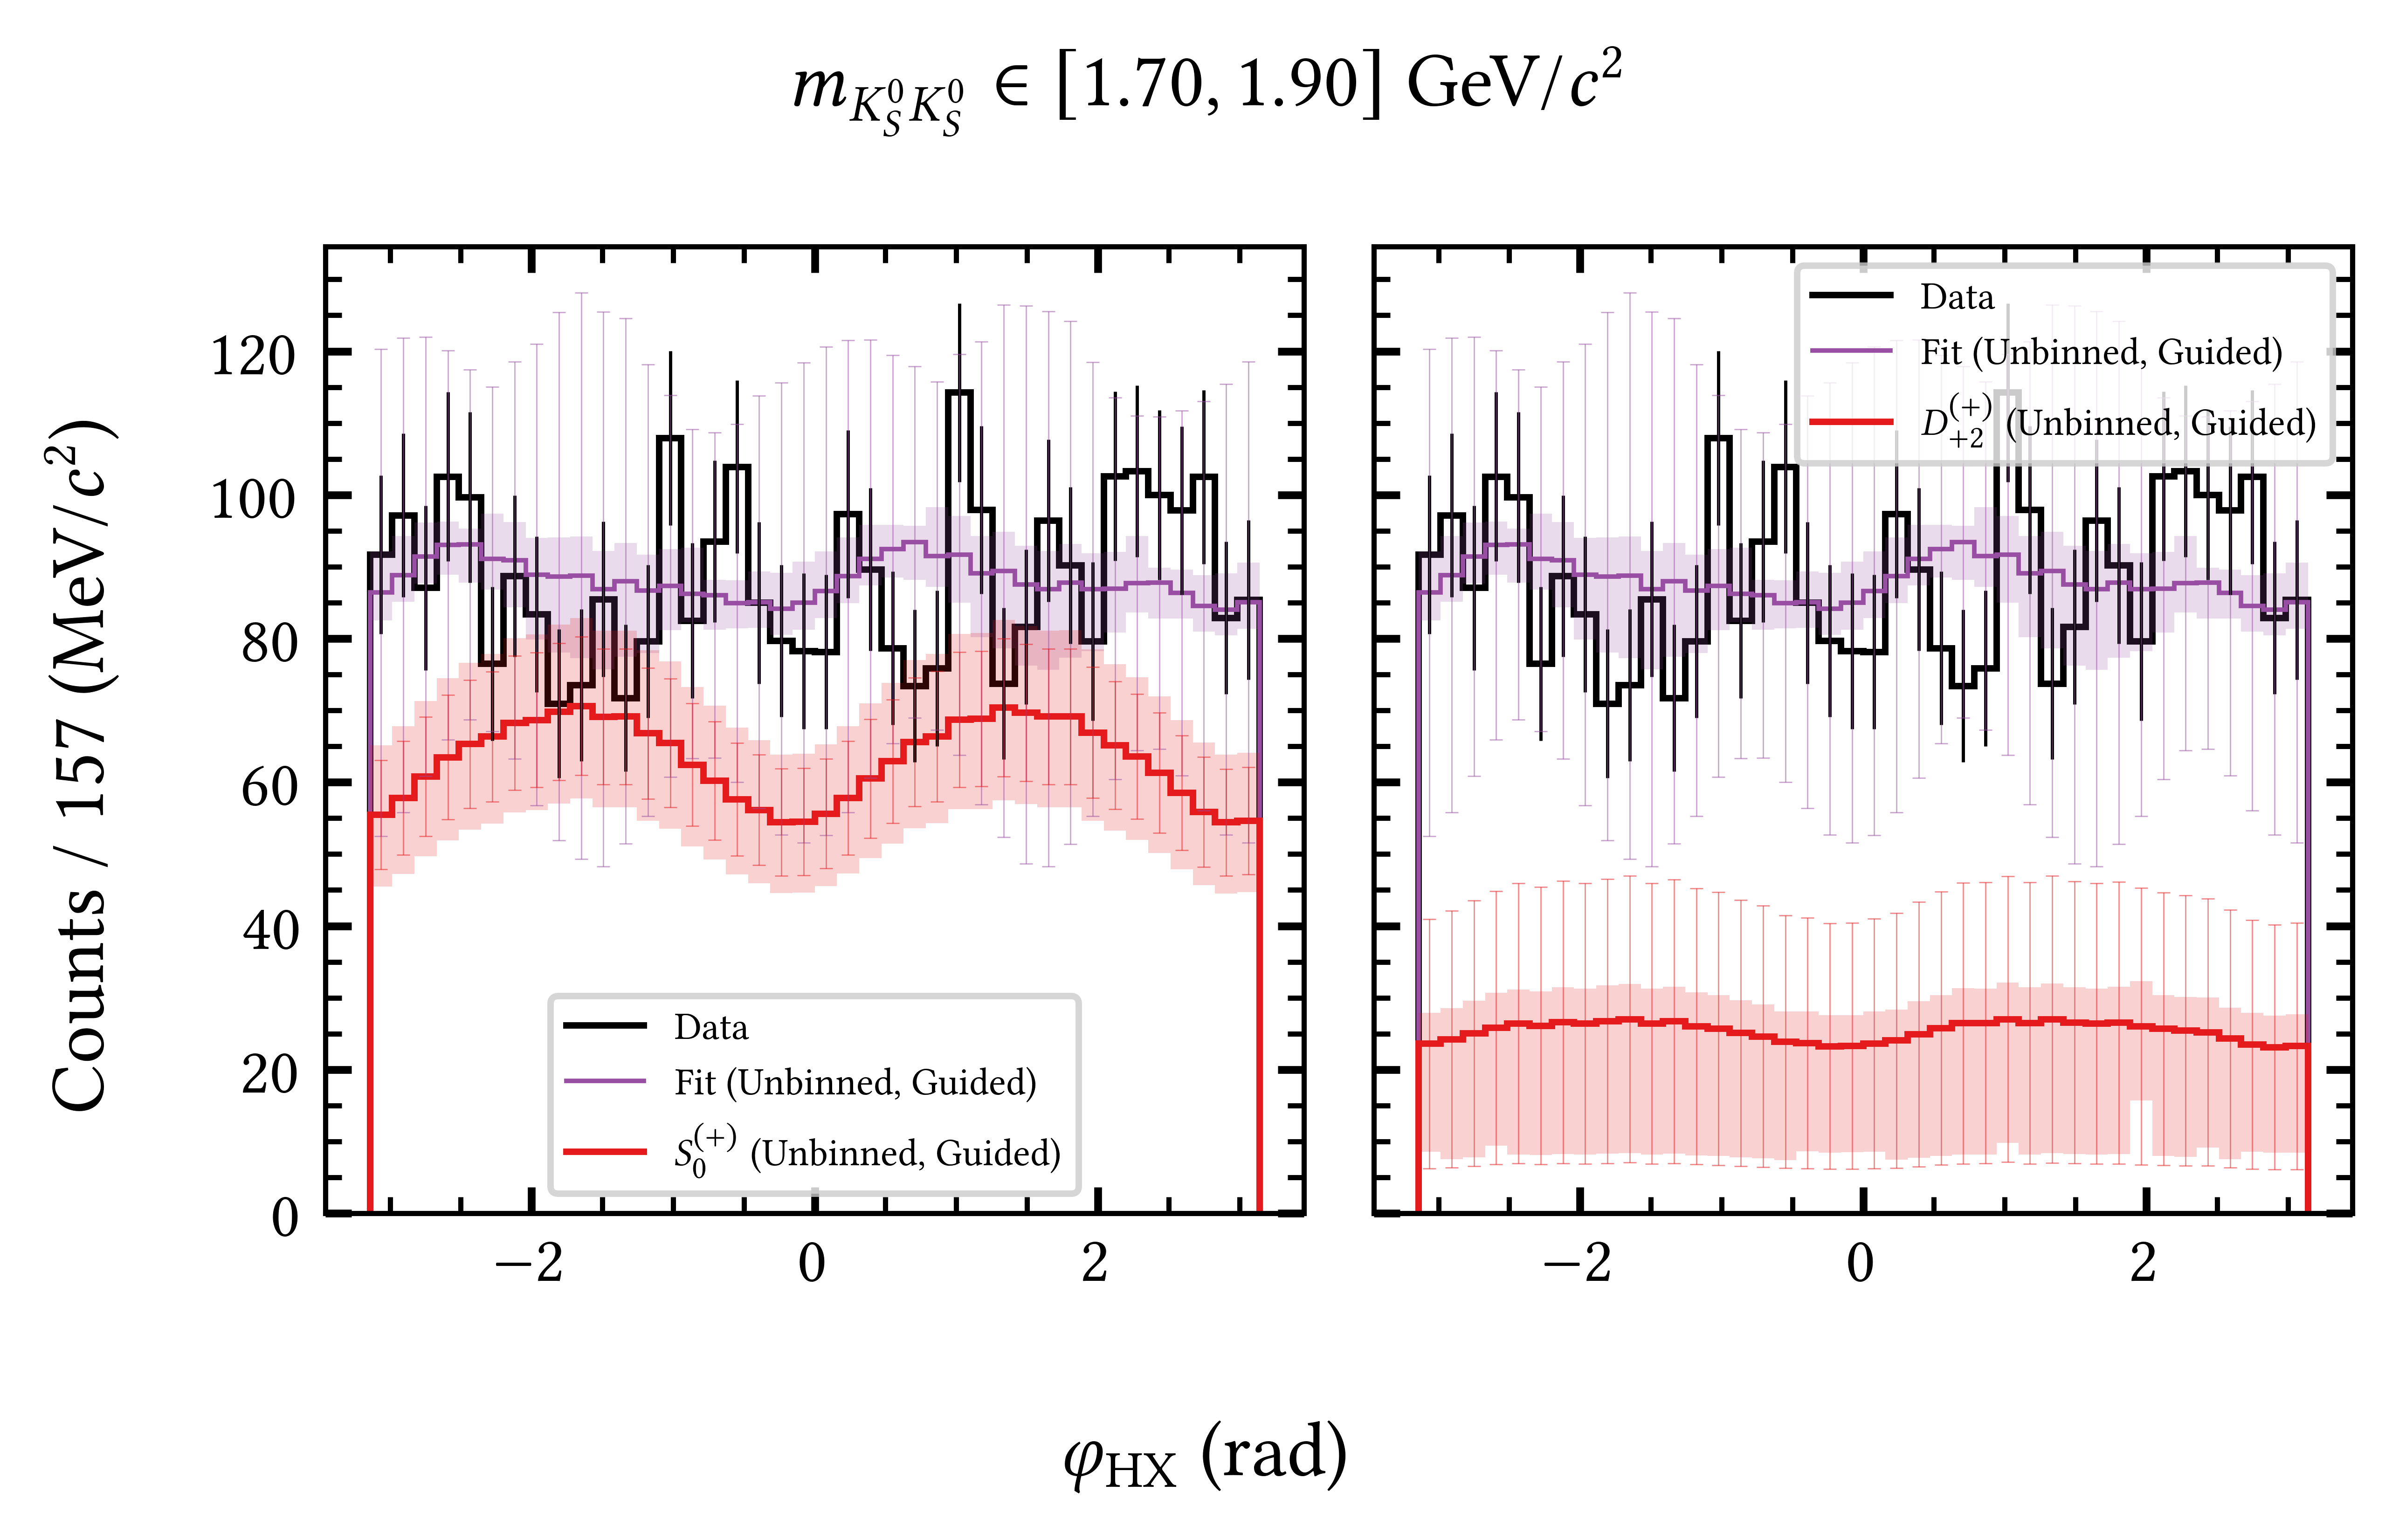 m_{K_S^0 K_S^0} ∈ [1.70, 1.90] GeV/c²
Counts / 157 (MeV/c²)
120
100
80
60
40
20
0
Data
Fit (Unbinned, Guided)
S_0^{(+)} (Unbinned, Guided)
−2
0
2
Data
Fit (Unbinned, Guided)
D_{+2}^{(+)} (Unbinned, Guided)
−2
0
2
φ_{HX} (rad)